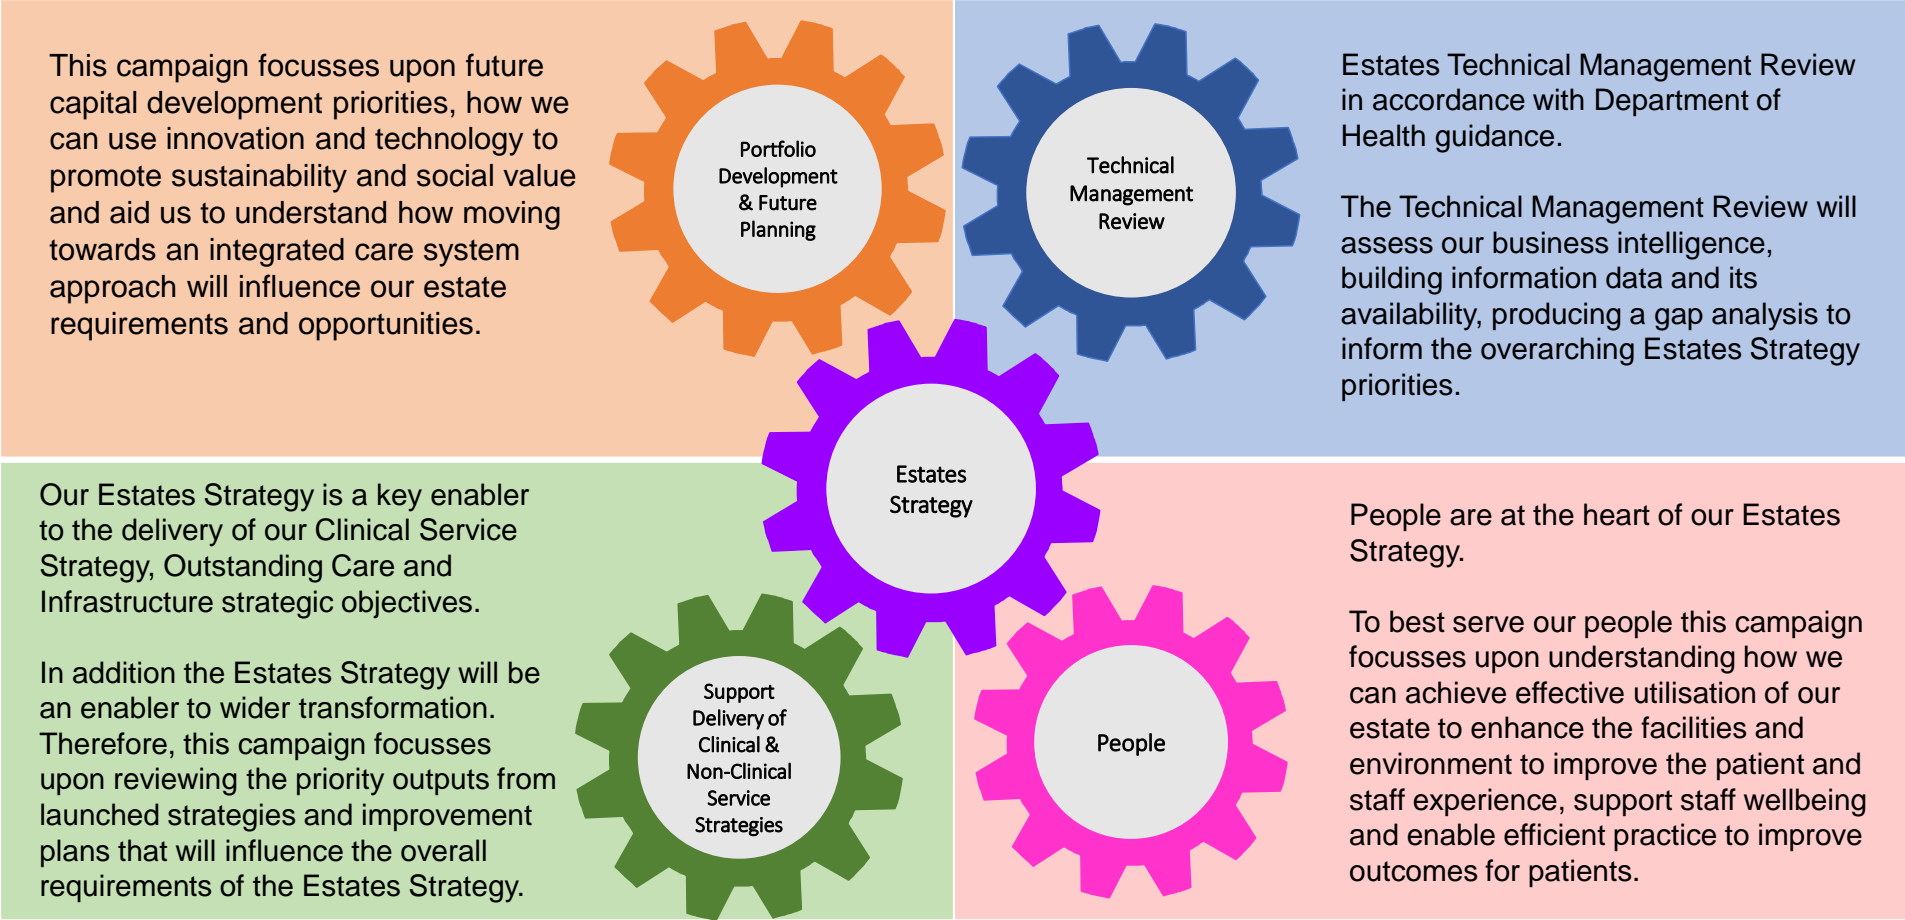 This campaign focusses upon future
capital development priorities, how we
can use innovation and technology to
promote sustainability and social value
and aid us to understand how moving
towards an integrated care system
approach will influence our estate
requirements and opportunities.
Portfolio
Development
& Future
Planning
Technical
Management
Review
Estates Technical Management Review
in accordance with Department of
Health guidance.
The Technical Management Review will
assess our business intelligence,
building information data and its
availability, producing a gap analysis to
inform the overarching Estates Strategy
priorities.
Estates
Strategy
Our Estates Strategy is a key enabler
to the delivery of our Clinical Service
Strategy, Outstanding Care and
Infrastructure strategic objectives.
In addition the Estates Strategy will be
an enabler to wider transformation.
Therefore, this campaign focusses
upon reviewing the priority outputs from
launched strategies and improvement
plans that will influence the overall
requirements of the Estates Strategy.
Support
Delivery of
Clinical &
Non-Clinical
Service
Strategies
People
People are at the heart of our Estates
Strategy.
To best serve our people this campaign
focusses upon understanding how we
can achieve effective utilisation of our
estate to enhance the facilities and
environment to improve the patient and
staff experience, support staff wellbeing
and enable efficient practice to improve
outcomes for patients.